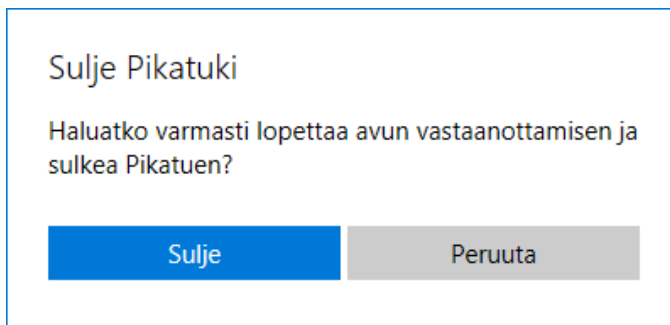 Sulje Pikatuki
Haluatko varmasti lopettaa avun vastaanottamisen ja
sulkea Pikatuen?
Sulje
Peruuta